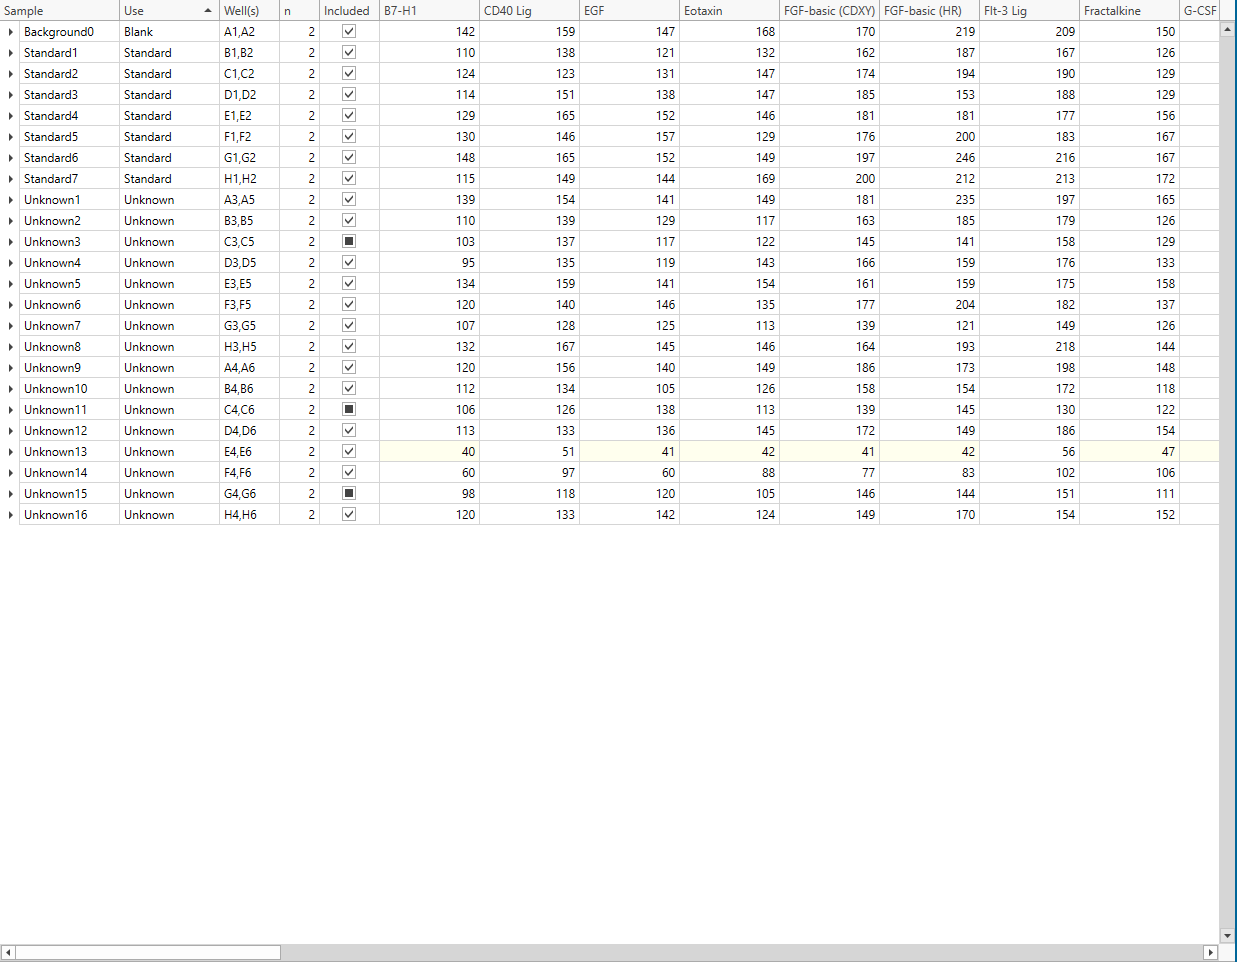 Sample Use Well(s) n Included B7-H1 CD40 Lig EGF Eotaxin FGF-basic (CDXY) FGF-basic (HR) Flt-3 Lig Fractalkine G-CSF
Background0 Blank A1,A2 2 142 159 147 168 170 219 209 150
Standard1 Standard B1,B2 2 110 138 121 132 162 187 167 126
Standard2 Standard C1,C2 2 124 123 131 147 174 194 190 129
Standard3 Standard D1,D2 2 114 151 138 147 185 153 188 129
Standard4 Standard E1,E2 2 129 165 152 146 181 181 177 156
Standard5 Standard F1,F2 2 130 146 157 129 176 200 183 167
Standard6 Standard G1,G2 2 148 165 152 149 197 246 216 167
Standard7 Standard H1,H2 2 115 149 144 169 200 212 213 172
Unknown1 Unknown A3,A5 2 139 154 141 149 181 235 197 165
Unknown2 Unknown B3,B5 2 110 139 129 117 163 185 179 126
Unknown3 Unknown C3,C5 2 103 137 117 122 145 141 158 129
Unknown4 Unknown D3,D5 2 95 135 119 143 166 159 176 133
Unknown5 Unknown E3,E5 2 134 159 141 154 161 159 175 158
Unknown6 Unknown F3,F5 2 120 140 146 135 177 204 182 137
Unknown7 Unknown G3,G5 2 107 128 125 113 139 121 149 126
Unknown8 Unknown H3,H5 2 132 167 145 146 164 193 218 144
Unknown9 Unknown A4,A6 2 120 156 140 149 186 173 198 148
Unknown10 Unknown B4,B6 2 112 134 105 126 158 154 172 118
Unknown11 Unknown C4,C6 2 106 126 138 113 139 145 130 122
Unknown12 Unknown D4,D6 2 113 133 136 145 172 149 186 154
Unknown13 Unknown E4,E6 2 40 51 41 42 41 42 56 47
Unknown14 Unknown F4,F6 2 60 97 60 88 77 83 102 106
Unknown15 Unknown G4,G6 2 98 118 120 105 146 144 151 111
Unknown16 Unknown H4,H6 2 120 133 142 124 149 170 154 152